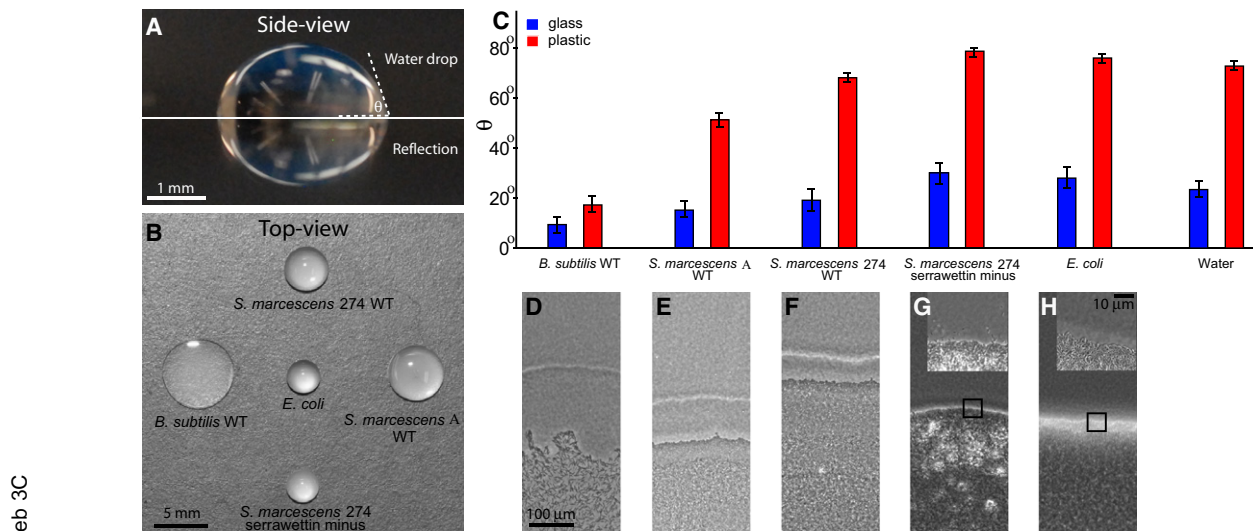 A
Side-view
Water drop
θ
Reflection
1 mm
B
Top-view
S. marcescens 274 WT
B. subtilis WT
E. coli
S. marcescens A
WT
S. marcescens 274
serrawettin minus
5 mm
C
glass
plastic
θ
80°
60°
40°
20°
0°
B. subtilis WT
S. marcescens A
WT
S. marcescens 274
WT
S. marcescens 274
serrawettin minus
E. coli
Water
D
100 μm
E
F
G
H
10 μm
eb 3C